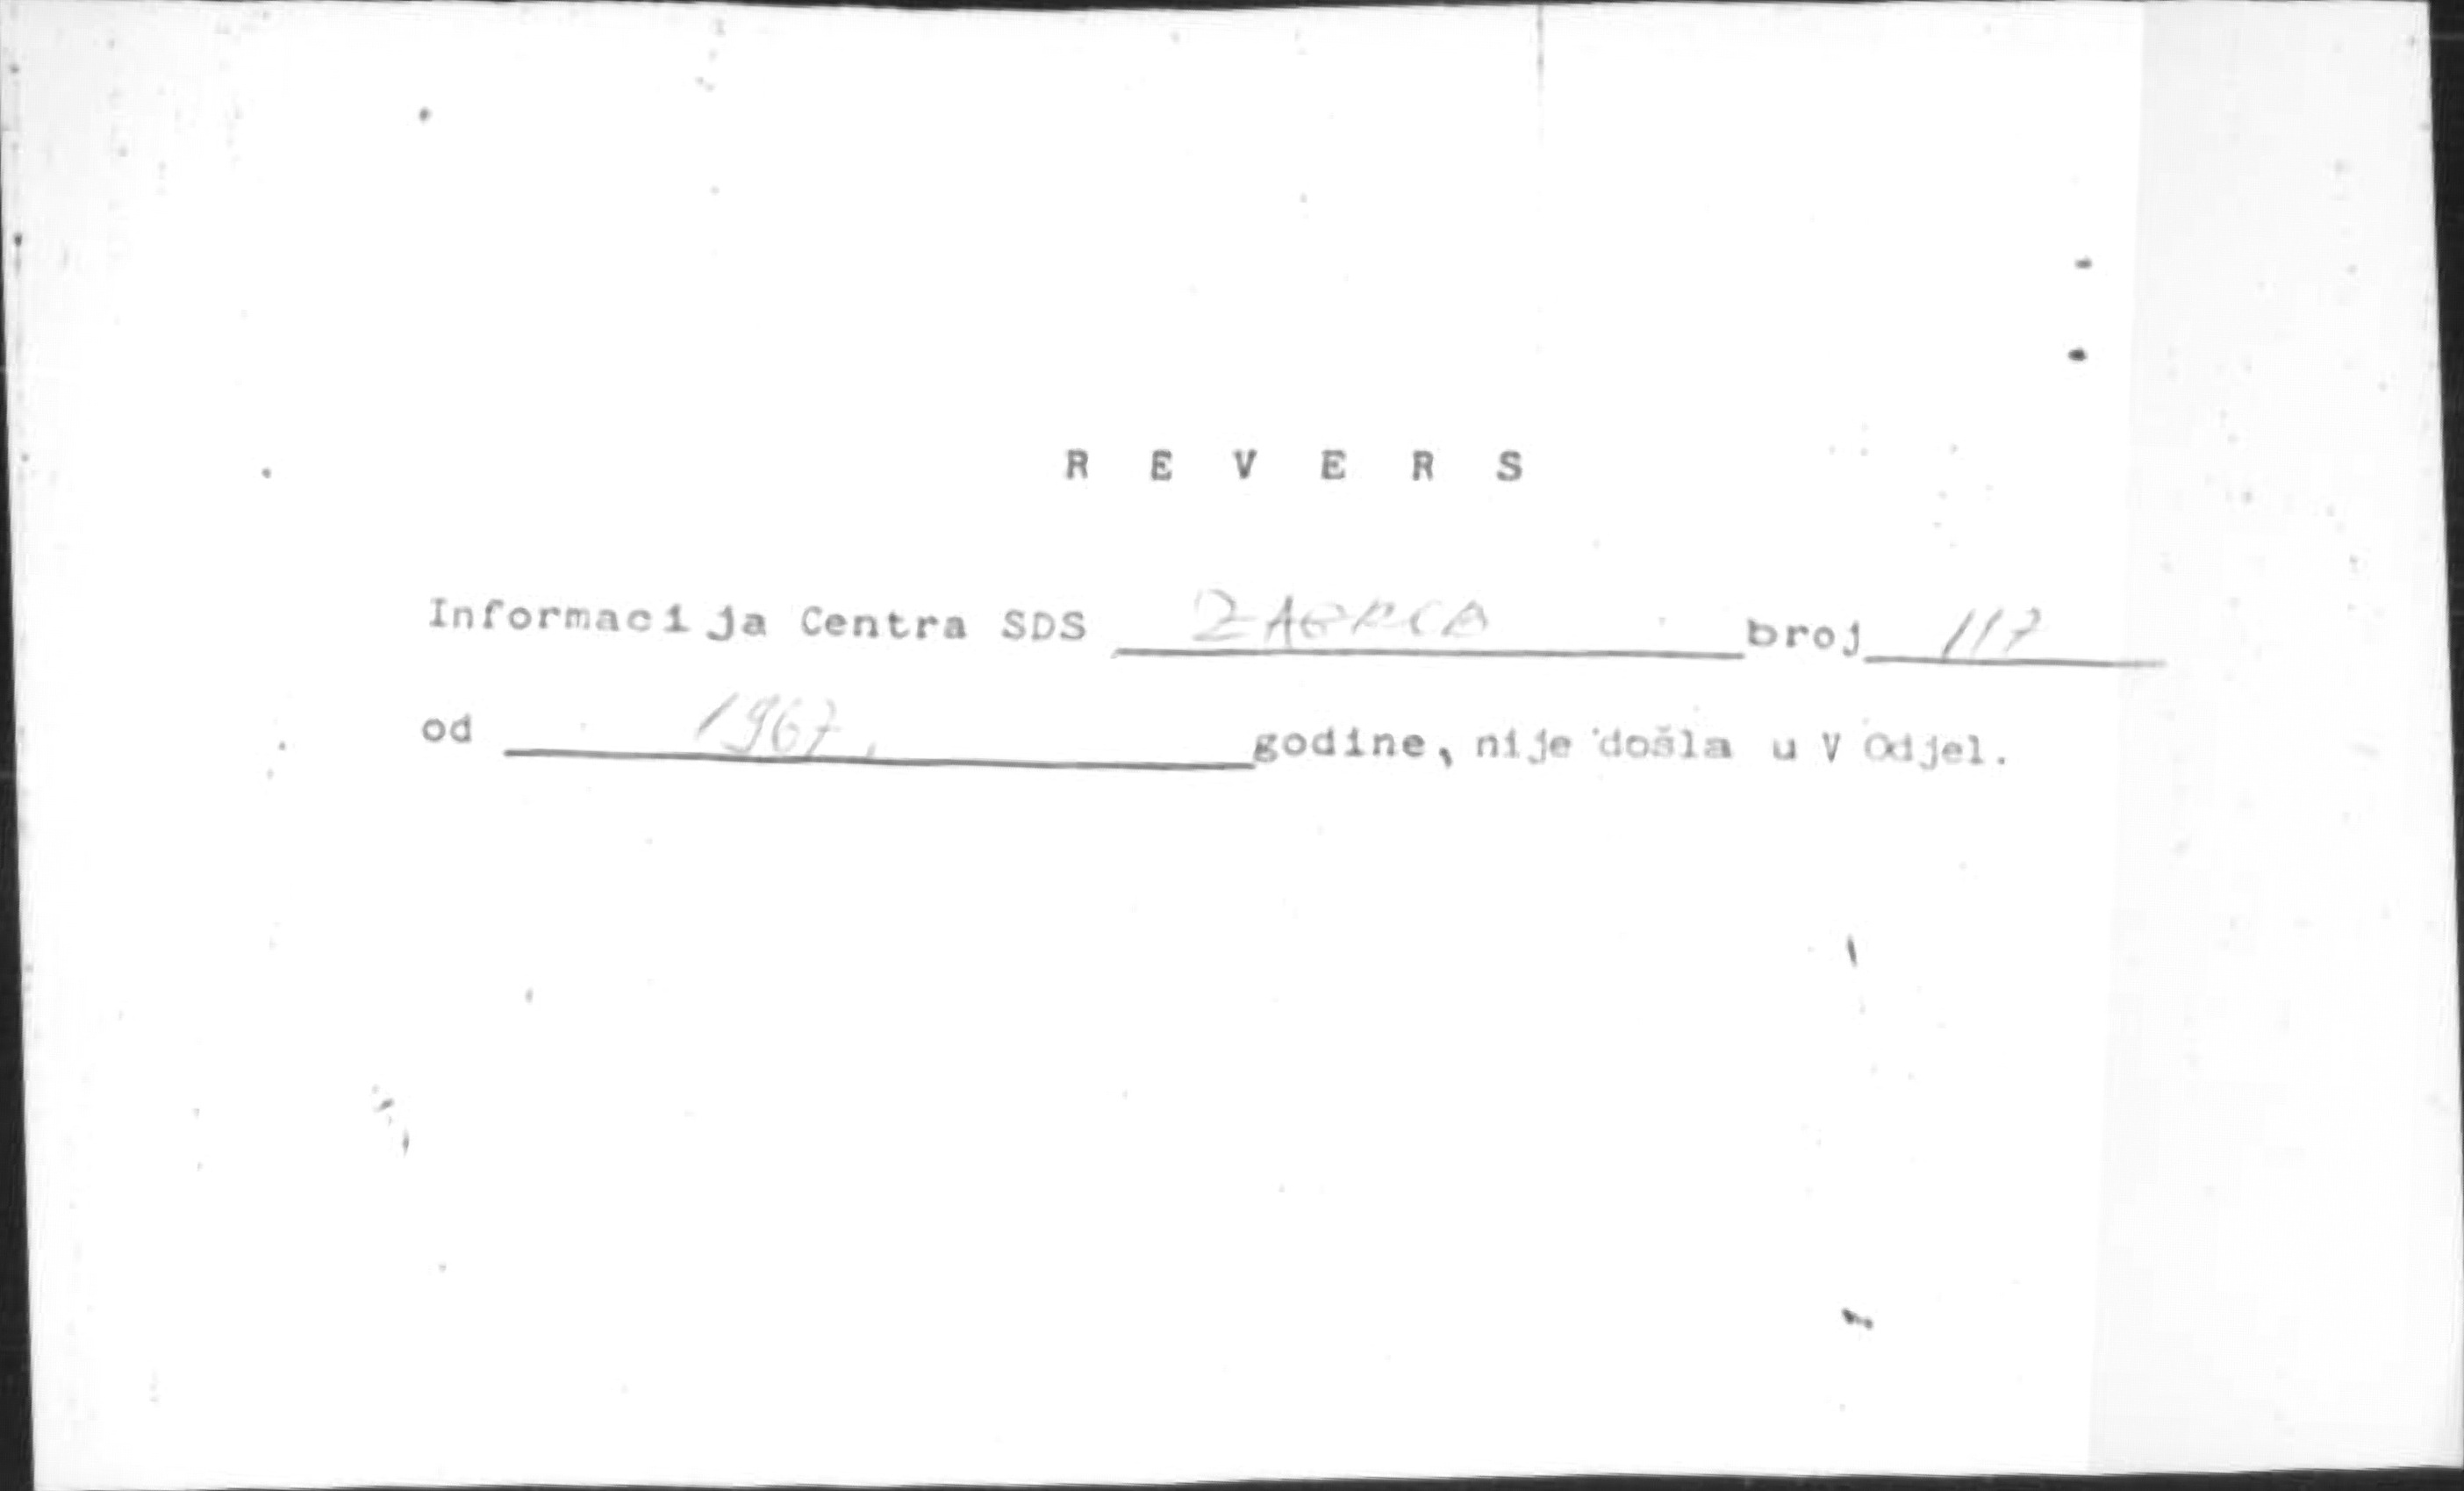 R E V E R S
Informacija Centra SDS ZAGREB broj 117
od 1967. godine, nije došla u V Odjel.